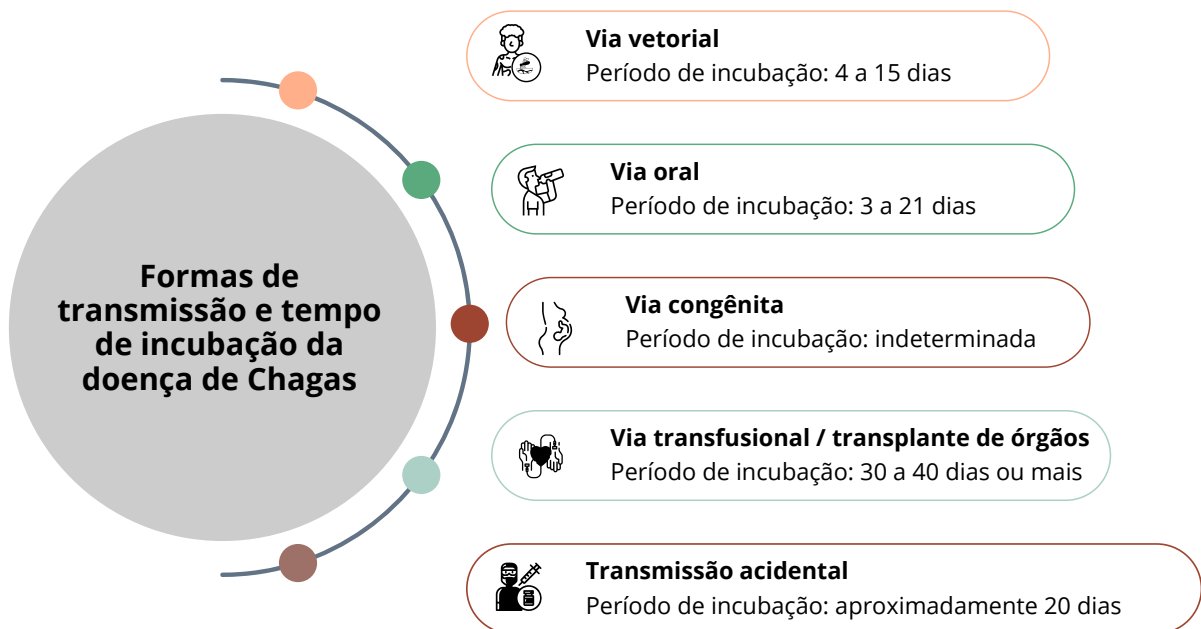 Formas de
transmissão e tempo
de incubação da
doença de Chagas
Via vetorial
Período de incubação: 4 a 15 dias
Via oral
Período de incubação: 3 a 21 dias
Via congênita
Período de incubação: indeterminada
Via transfusional / transplante de órgãos
Período de incubação: 30 a 40 dias ou mais
Transmissão acidental
Período de incubação: aproximadamente 20 dias